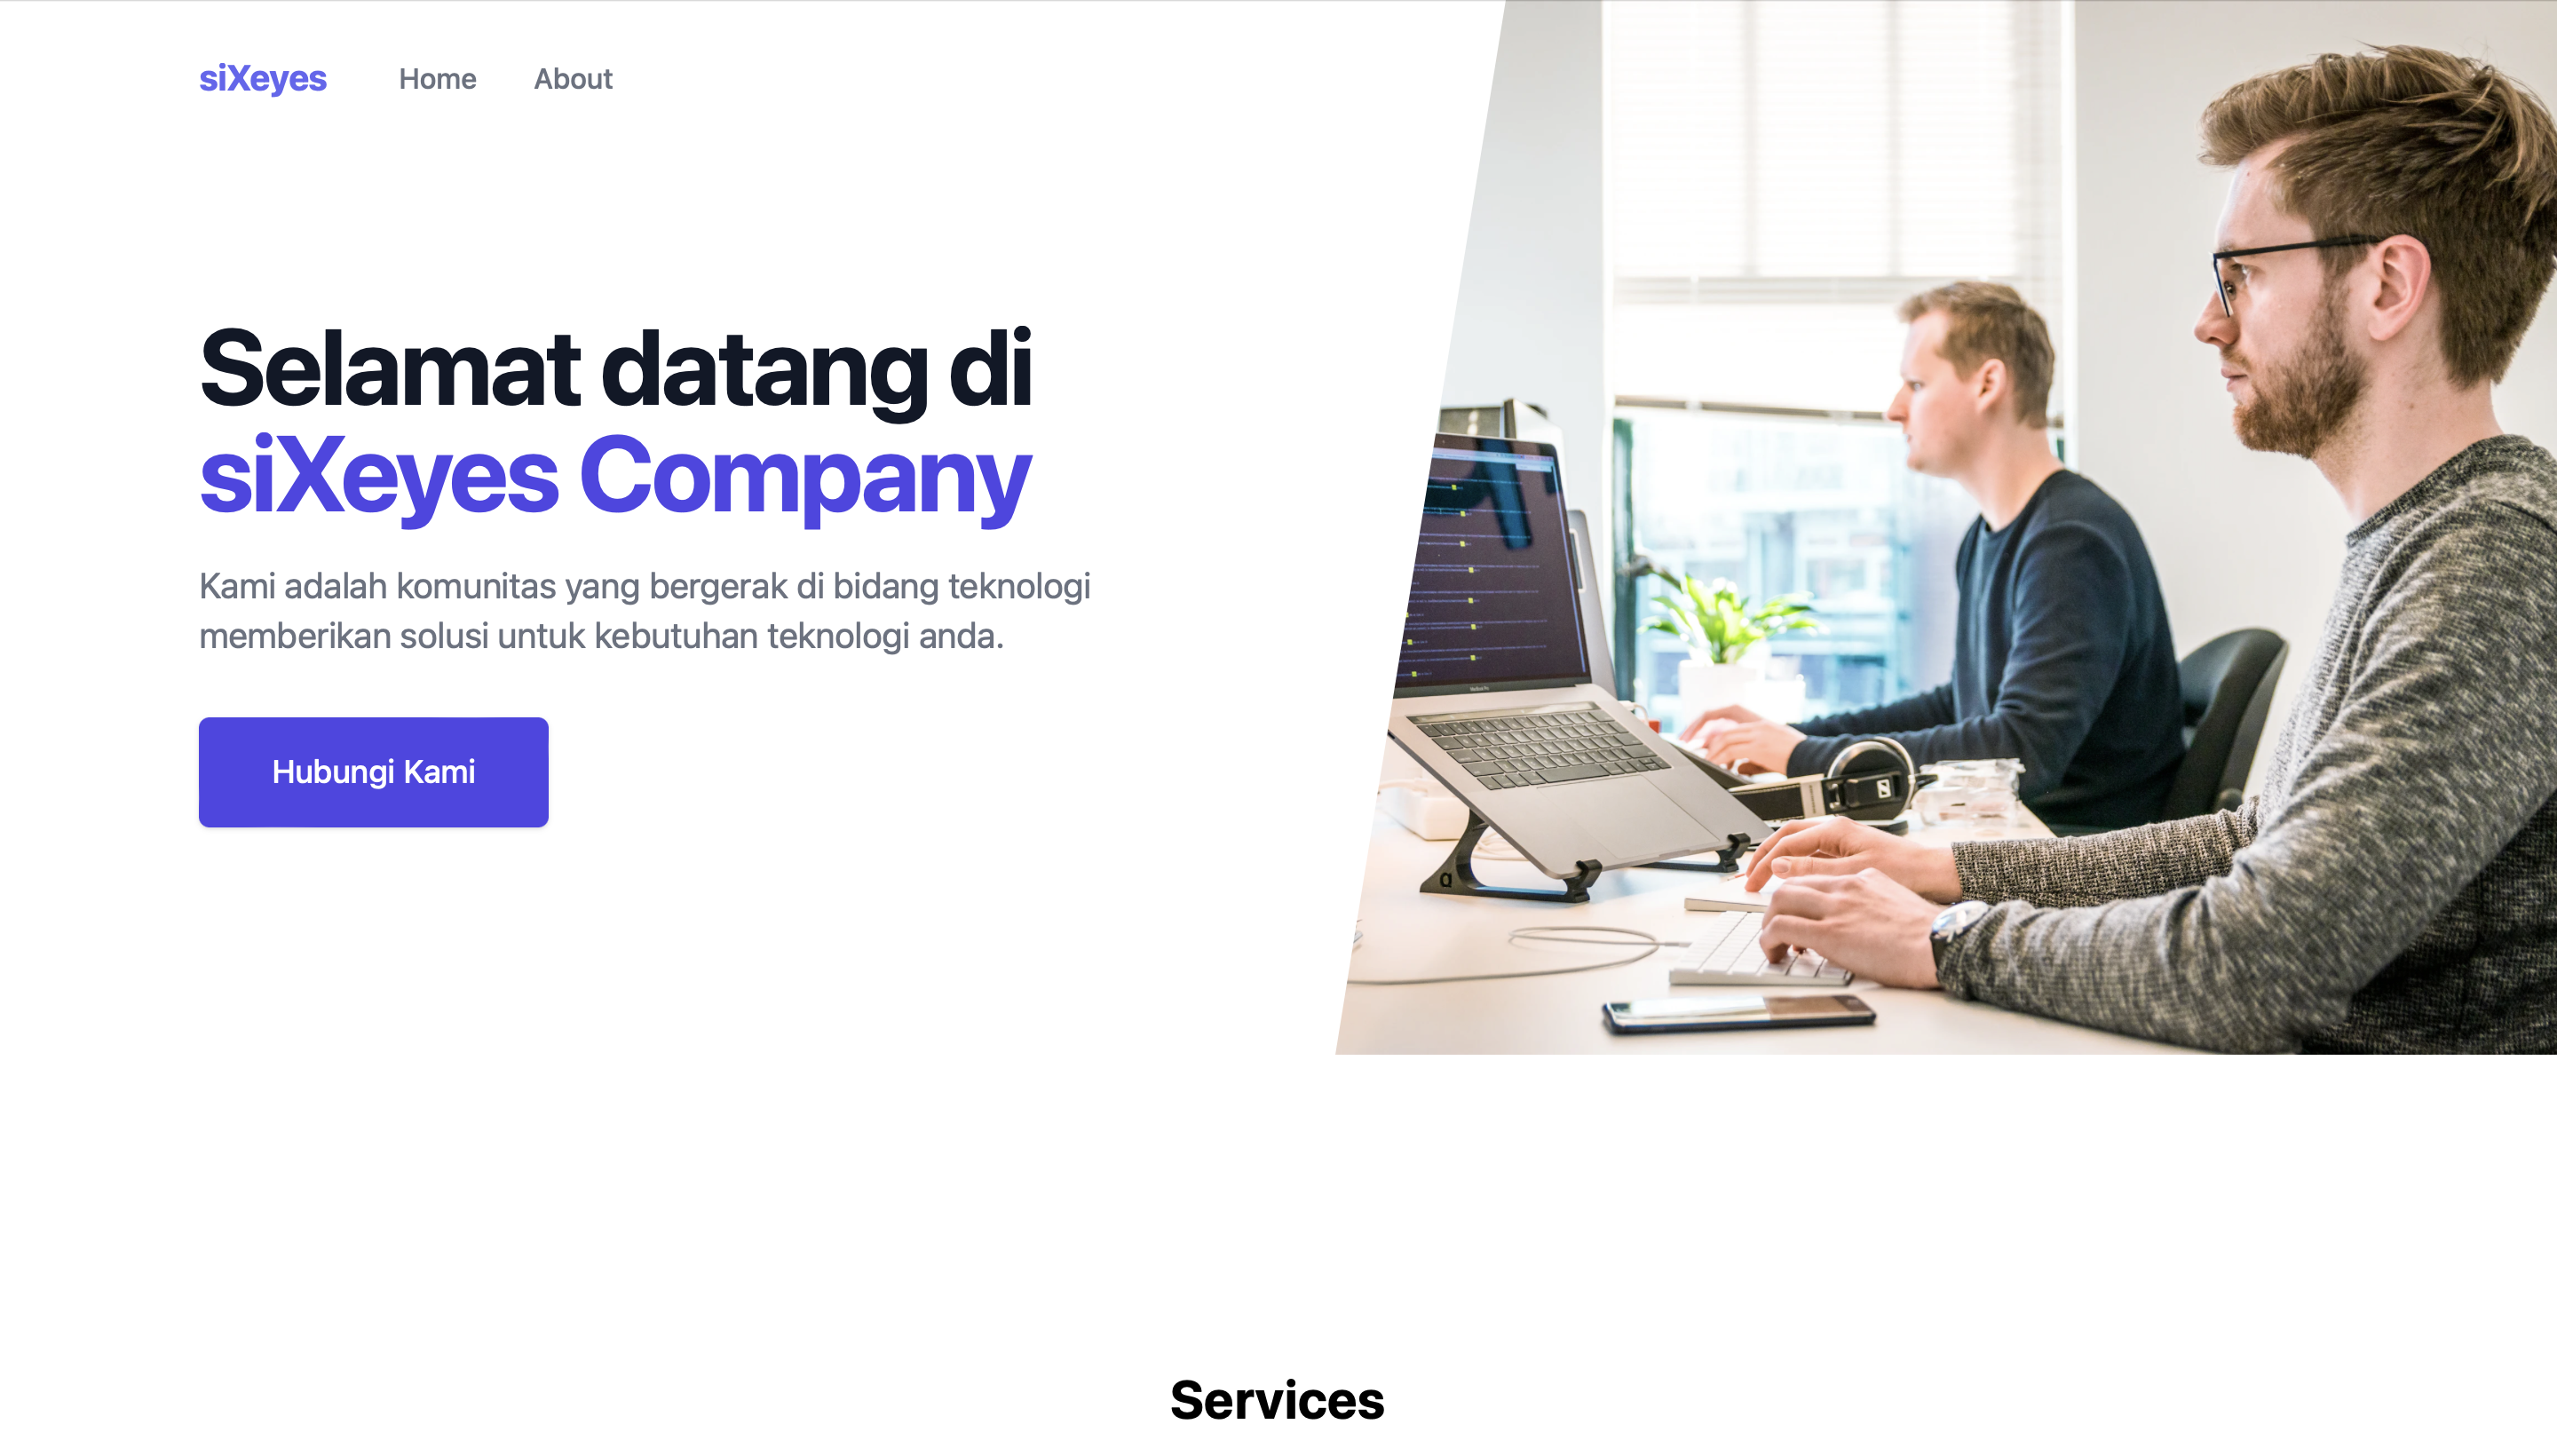 siXeyes Home About
Selamat datang di
siXeyes Company
Kami adalah komunitas yang bergerak di bidang teknologi
memberikan solusi untuk kebutuhan teknologi anda.
Hubungi Kami
Services